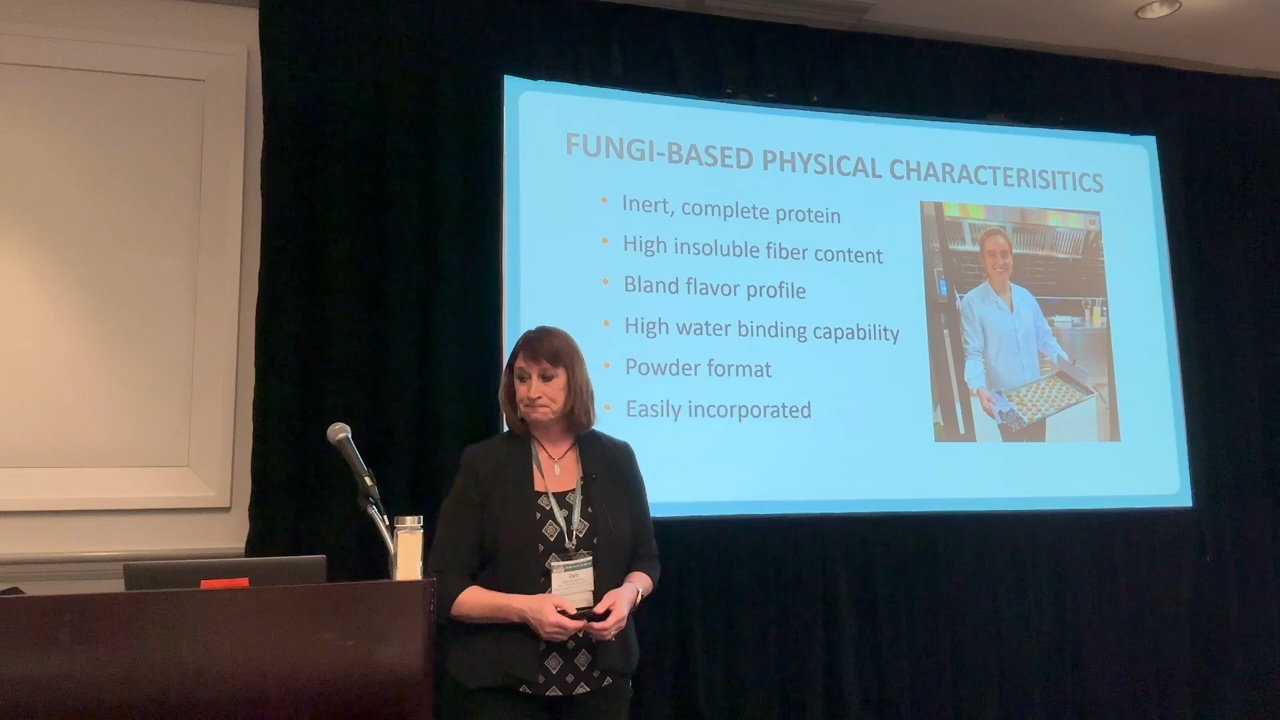 FUNGI-BASED PHYSICAL CHARACTERISITICS
• Inert, complete protein
• High insoluble fiber content
• Bland flavor profile
• High water binding capability
• Powder format
• Easily incorporated
Deb